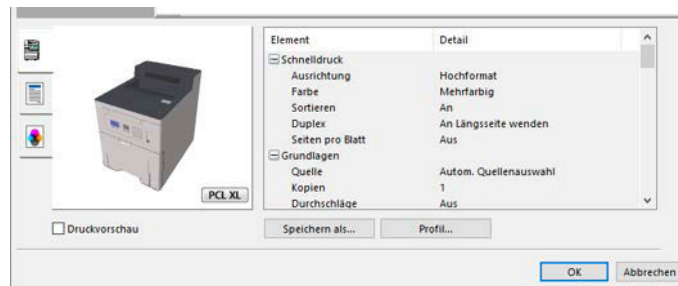 Element Detail
Schnelldruck
Ausrichtung Hochformat
Farbe Mehrfarbig
Sortieren An
Duplex An Längsseite wenden
Seiten pro Blatt Aus
Grundlagen
Quelle Autom. Quellenauswahl
Kopien 1
Durchschläge Aus
PCL XL
Druckvorschau Speichern als... Profil...
OK Abbrechen